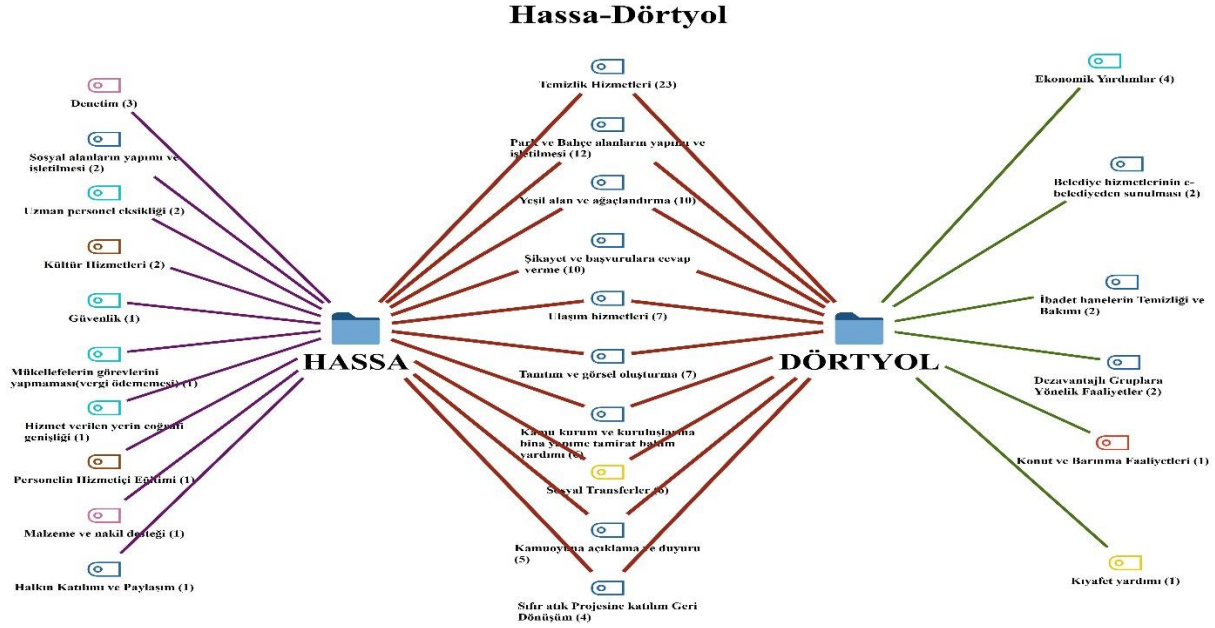 Hassa-Dörtyol
Denetim (3)
Sosyal alanların yapımı ve
işletilmesi (2)
Uzman personel eksikliği (2)
Kültür Hizmetleri (2)
Güvenlik (1)
Mükellefelerin görevlerini
yapmaması(vergi ödememesi) (1)
Hizmet verilen yerin coğrafi
genişliği (1)
Personelin Hizmetiçi Eğitimi (1)
Malzeme ve nakil desteği (1)
Halkın Katılımı ve Paylaşım (1)
HASSA
Temizlik Hizmetleri (23)
Park ve Bahçe alanların yapımı ve
işletilmesi (12)
Yeşil alan ve ağaçlandırma (10)
Şikayet ve başvurulara cevap
verme (10)
Ulaşım hizmetleri (7)
Tanıtım ve görsel oluşturma (7)
Kamu kurum ve kuruluşlarına
bina yapımı tamirat bakım
yardımı (6)
Sosyal Transferler (6)
Kamuoyuna açıklama ve duyuru
(5)
Sıfır atık Projesine katılım Geri
Dönüşüm (4)
DÖRTYOL
Ekonomik Yardımlar (4)
Belediye hizmetlerinin e-
belediyeden sunulması (2)
İbadet hanelerin Temizliği ve
Bakımı (2)
Dezavantajlı Gruplara
Yönelik Faaliyetler (2)
Konut ve Barınma Faaliyetleri (1)
Kıyafet yardımı (1)